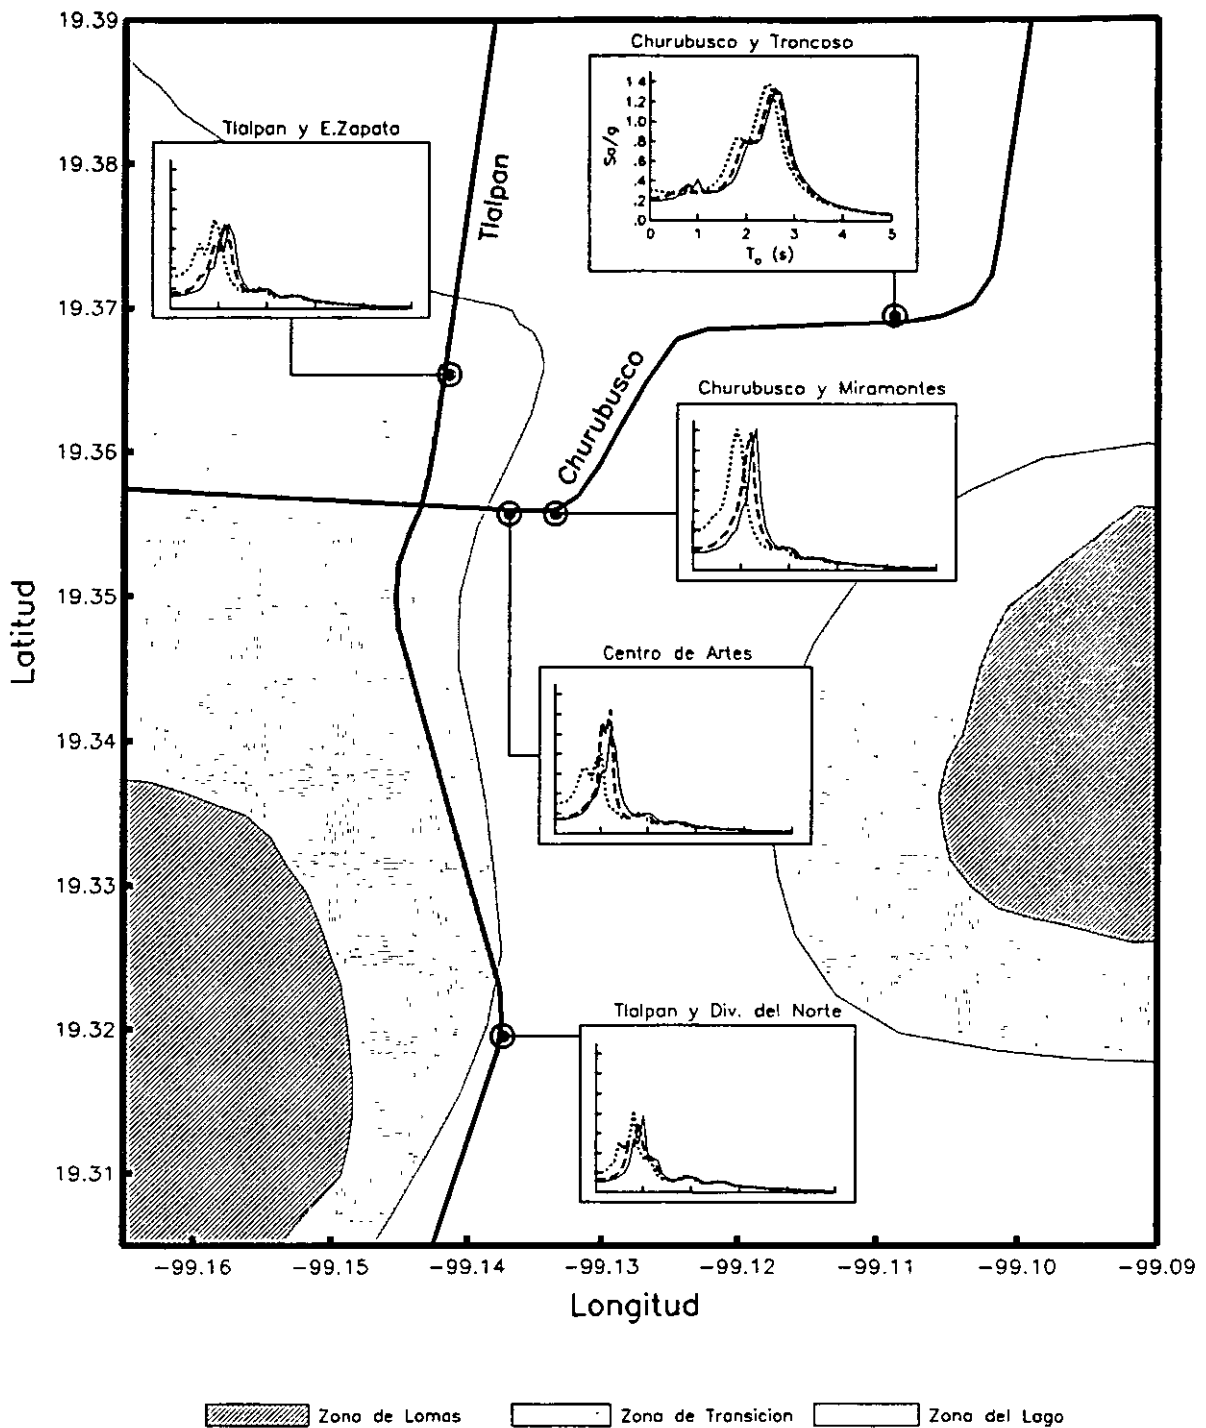 19.39
19.38
19.37
19.36
19.35
19.34
19.33
19.32
19.31
Latitud
Churubusco y Troncoso
1.4
1.2
1.0
.8
.6
.4
.2
.0
Sa/g
0 1 2 3 4 5
To (s)
Tlalpan y E.Zapata
Tlalpan
Churubusco
Churubusco y Miramontes
Centro de Artes
Tlalpan y Div. del Norte
-99.16 -99.15 -99.14 -99.13 -99.12 -99.11 -99.10 -99.09
Longitud
Zona de Lomas Zona de Transicion Zona del Lago